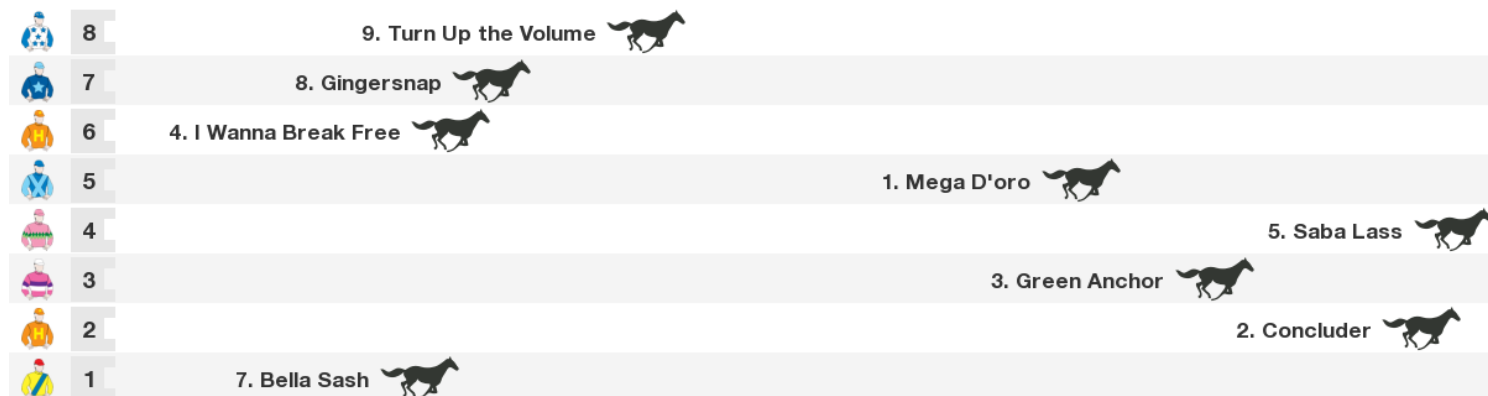 8 9. Turn Up the Volume
7 8. Gingersnap
H 6 4. I Wanna Break Free
5 1. Mega D'oro
4 5. Saba Lass
3 3. Green Anchor
H 2 2. Concluder
1 7. Bella Sash